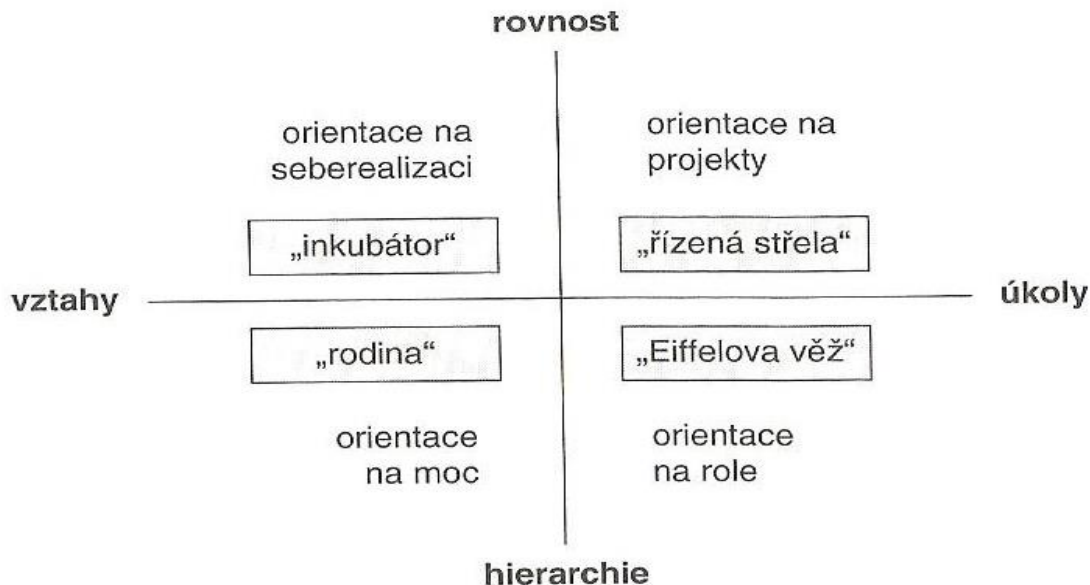 rovnost
orientace na
seberealizaci
orientace na
projekty
„inkubátor“
„řízená střela“
vztahy
úkoly
„rodina“
„Eiffelova věž“
orientace
na moc
orientace
na role
hierarchie